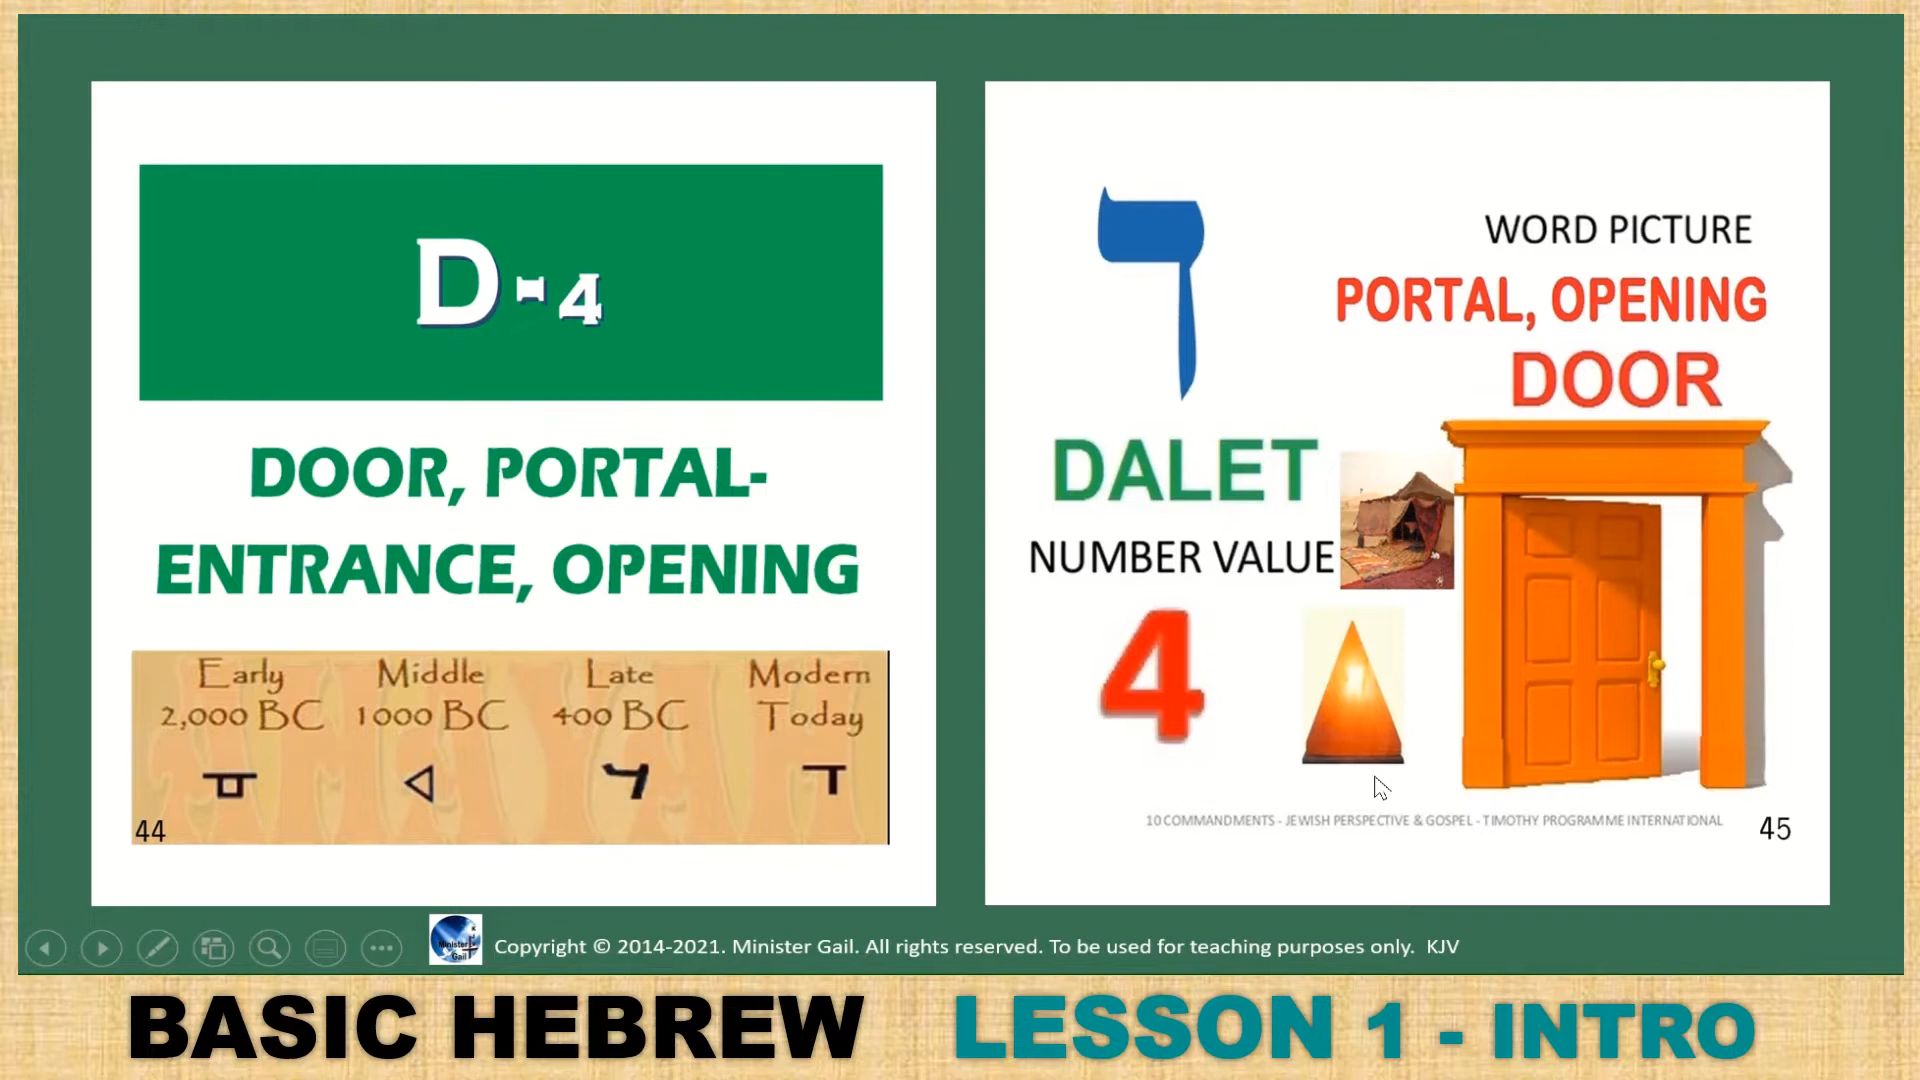 D-4
DOOR, PORTAL-
ENTRANCE, OPENING
Early Middle Late Modern
2,000 BC 1000 BC 400 BC Today
44
ד
WORD PICTURE
PORTAL, OPENING
DOOR
DALET
NUMBER VALUE
4
10 COMMANDMENTS - JEWISH PERSPECTIVE & GOSPEL - TIMOTHY PROGRAMME INTERNATIONAL
45
Minister
Gail
Copyright © 2014-2021. Minister Gail. All rights reserved. To be used for teaching purposes only. KJV
BASIC HEBREW LESSON 1 - INTRO